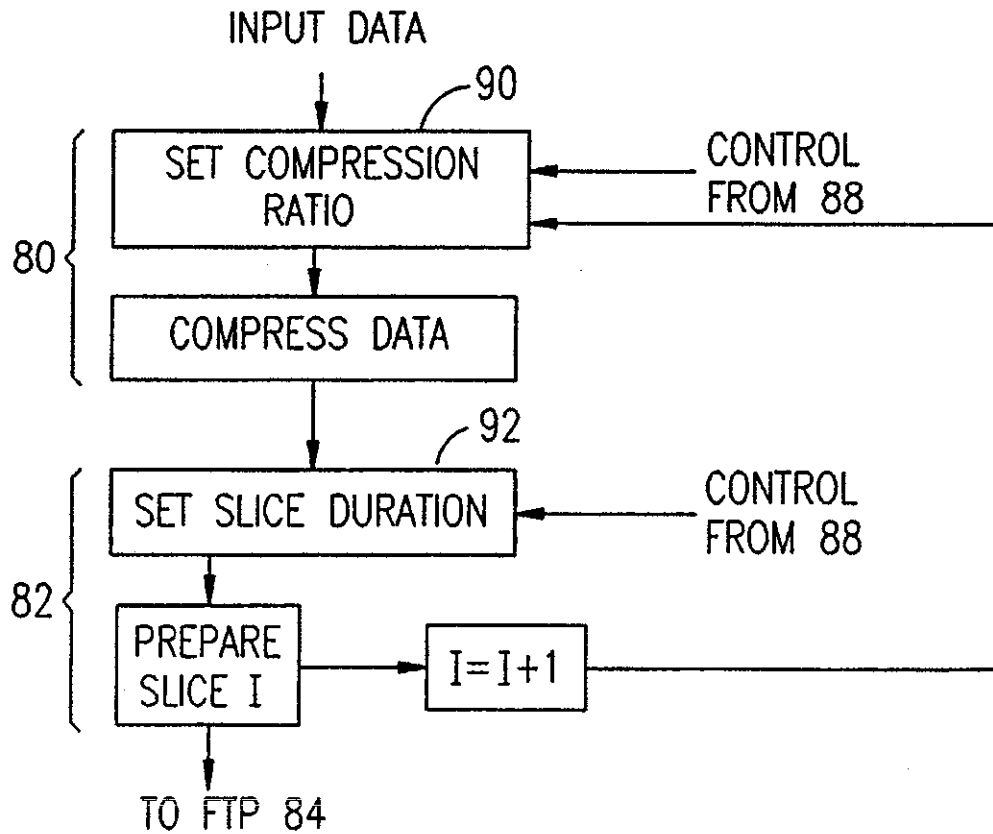 INPUT DATA
90
SET COMPRESSION
RATIO
CONTROL
FROM 88
80
COMPRESS DATA
92
SET SLICE DURATION
CONTROL
FROM 88
82
PREPARE
SLICE I
I=I+1
TO FTP 84